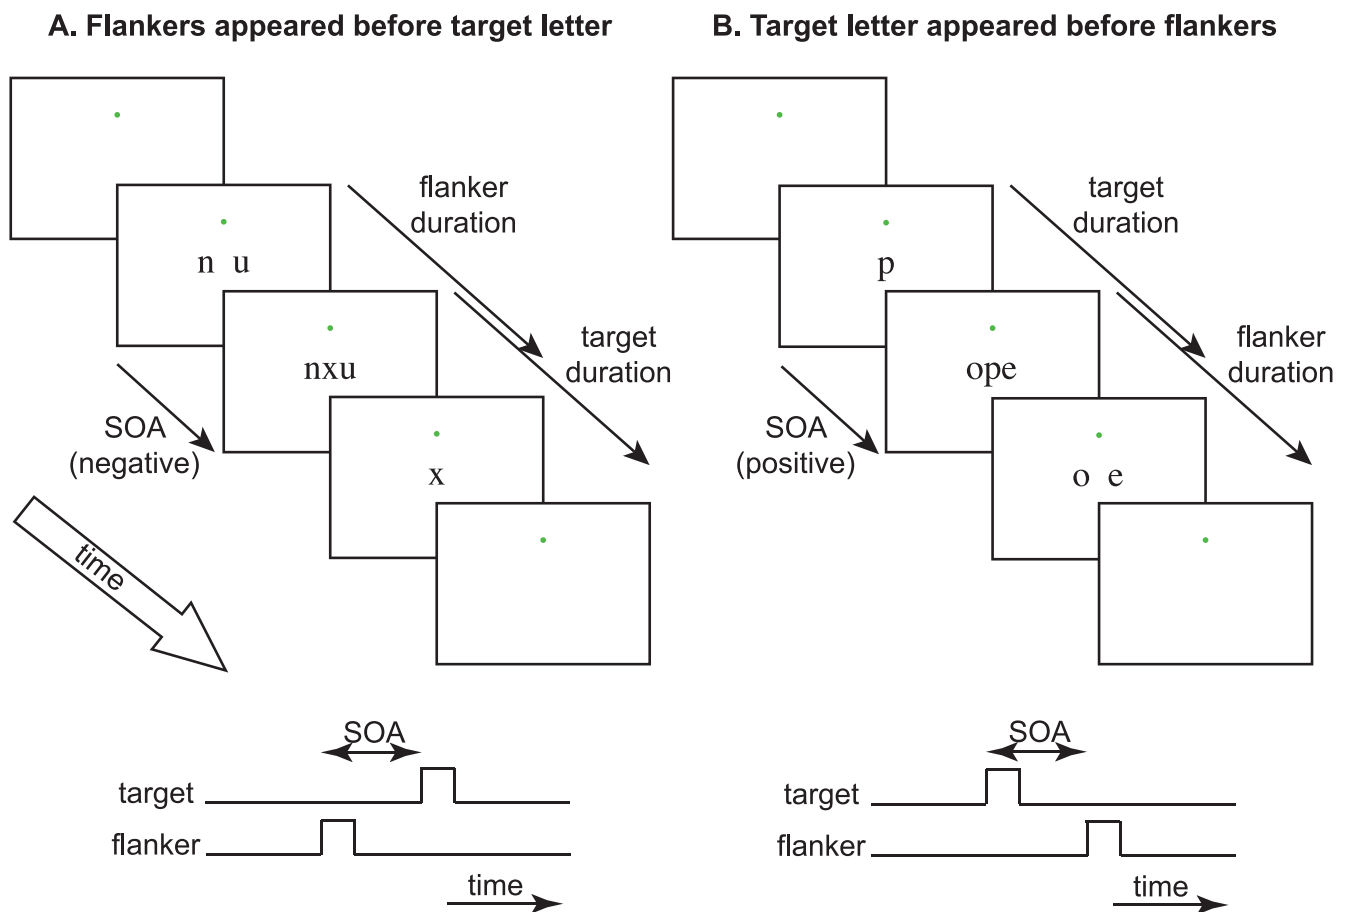 A. Flankers appeared before target letter
flanker
duration
n  u
target
duration
nxu
SOA
(negative)
x
time
SOA
target
flanker
time
B. Target letter appeared before flankers
target
duration
p
flanker
duration
ope
SOA
(positive)
o  e
SOA
target
flanker
time